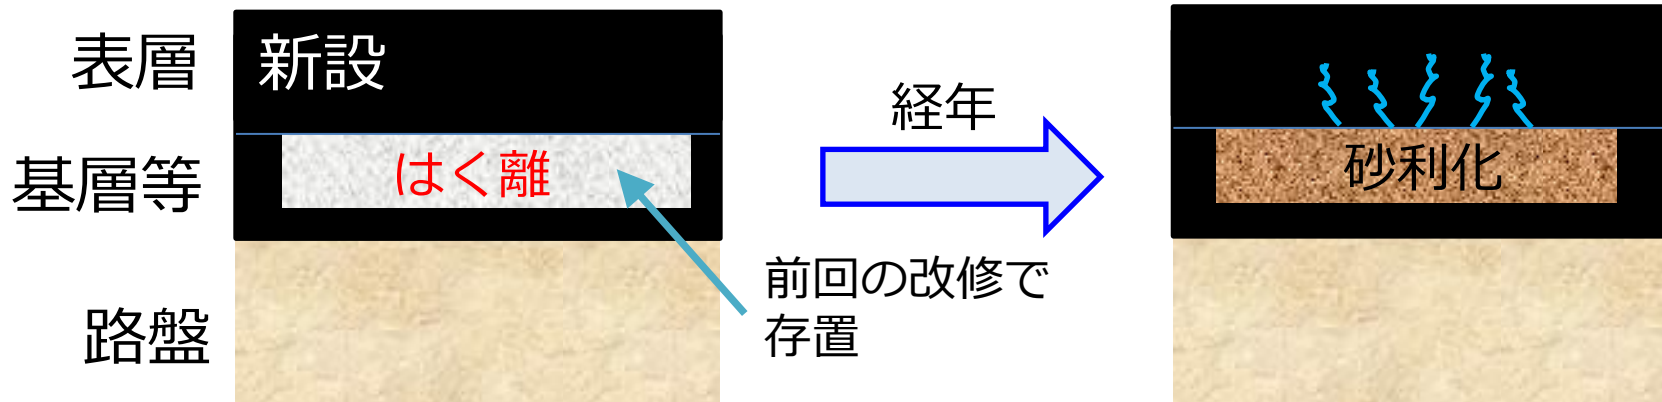 表層
新設
経年
基層等
はく離
砂利化
前回の改修で
存置
路盤